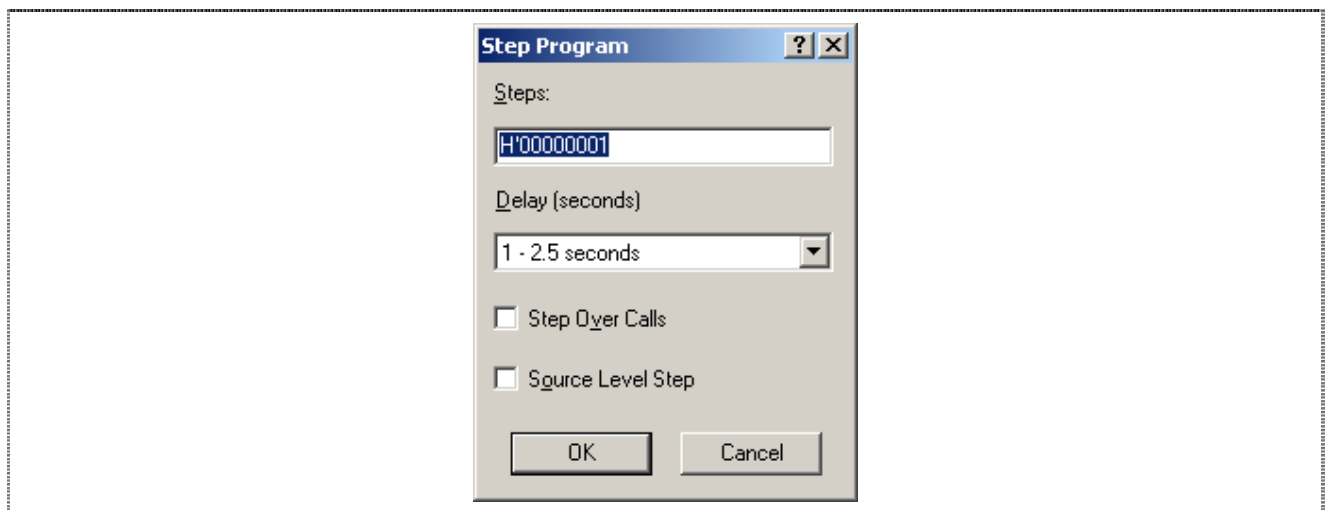 Step Program
Steps:
H'00000001
Delay (seconds)
1 - 2.5 seconds
Step Over Calls
Source Level Step
OK Cancel